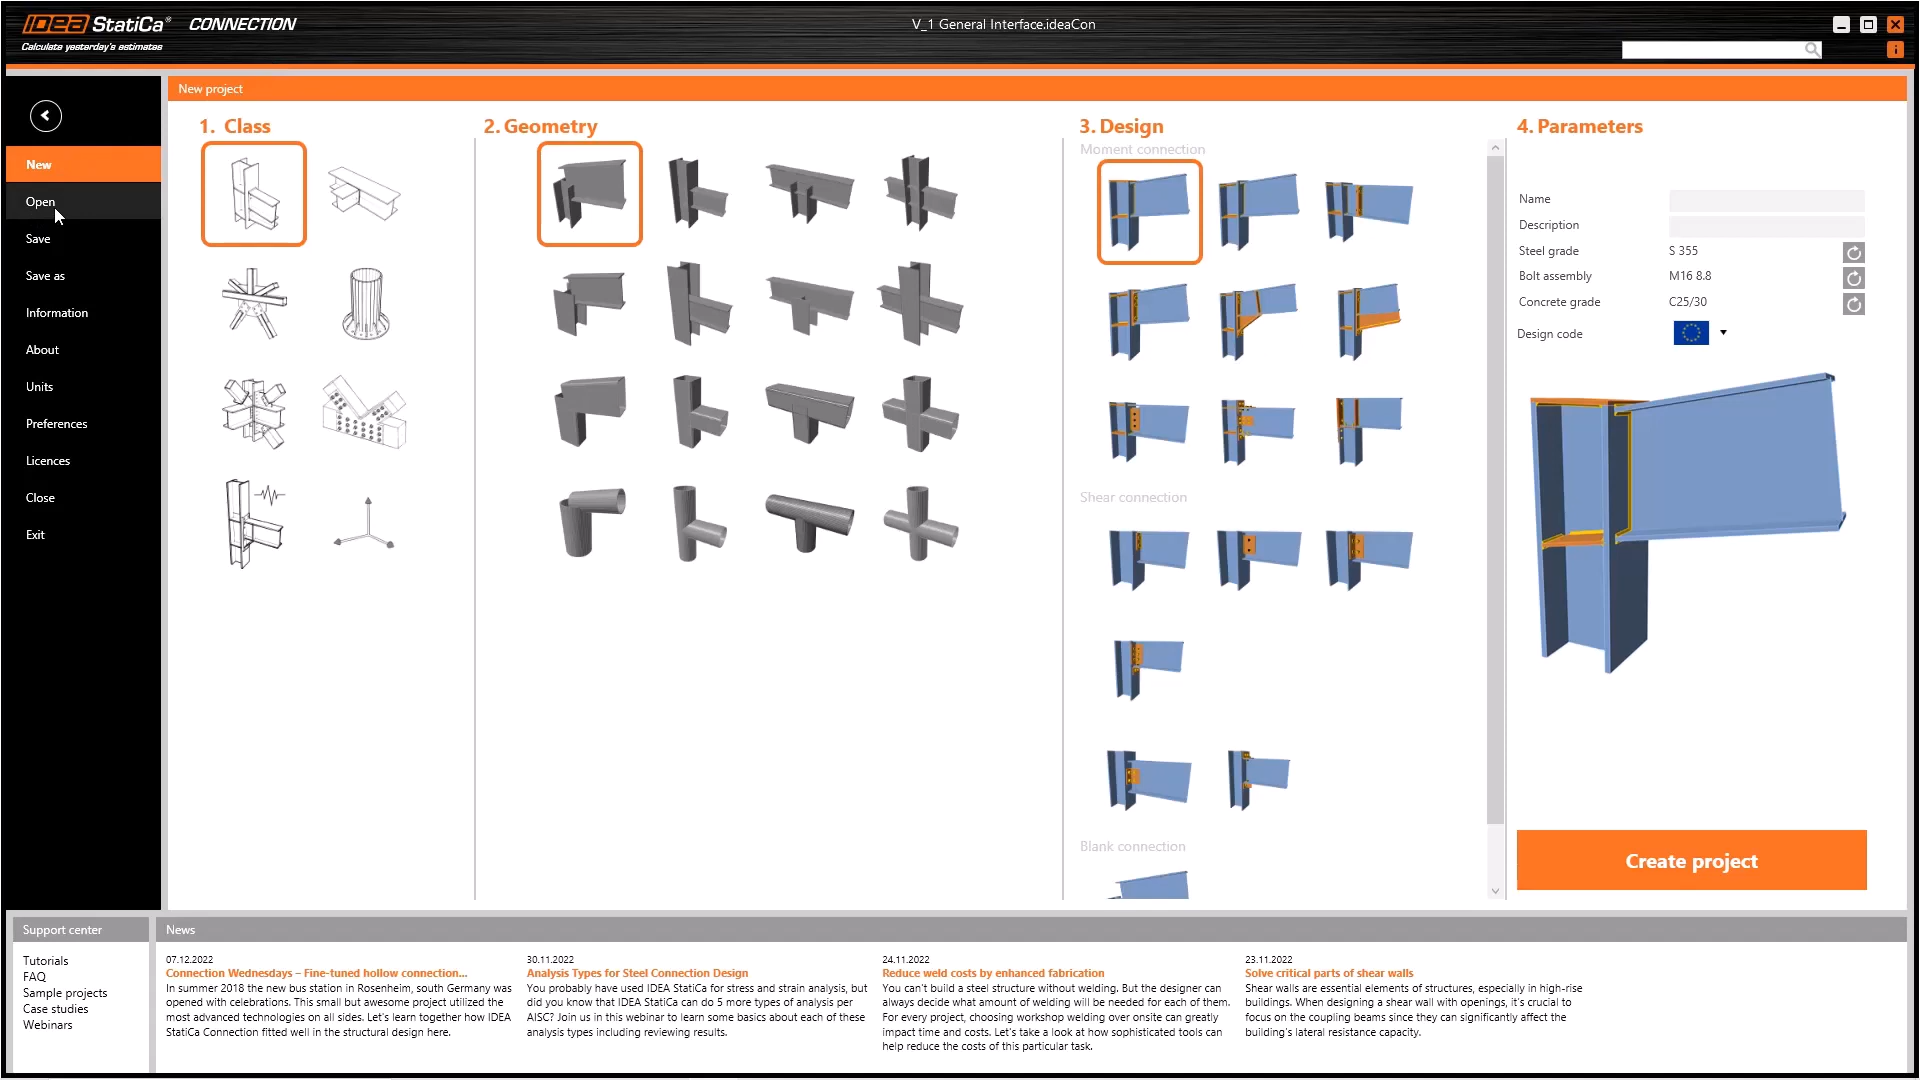 IDEA StatiCa® CONNECTION
Calculate yesterday's estimates
V_1 General Interface.ideaCon
i
New project
New
Open
Save
Save as
Information
About
Units
Preferences
Licences
Close
Exit
1. Class
2. Geometry
3. Design
Moment connection
Shear connection
Blank connection
4. Parameters
Name
Description
Steel grade S 355
Bolt assembly M16 8.8
Concrete grade C25/30
Design code
Create project
Support center
Tutorials
FAQ
Sample projects
Case studies
Webinars
News
07.12.2022
Connection Wednesdays – Fine-tuned hollow connection...
In summer 2018 the new bus station in Rosenheim, south Germany was
opened with celebrations. This small but awesome project utilized the
most advanced technologies on all sides. Let's learn together how IDEA
StatiCa Connection fitted well in the structural design here.
30.11.2022
Analysis Types for Steel Connection Design
You probably have used IDEA StatiCa for stress and strain analysis, but
did you know that IDEA StatiCa can do 5 more types of analysis per
AISC? Join us in this webinar to learn some basics about each of these
analysis types including reviewing results.
24.11.2022
Reduce weld costs by enhanced fabrication
You can't build a steel structure without welding. But the designer can
always decide what amount of welding will be needed for each of them.
For every project, choosing workshop welding over onsite can greatly
impact time and costs. Let's take a look at how sophisticated tools can
help reduce the costs of this particular task.
23.11.2022
Solve critical parts of shear walls
Shear walls are essential elements of structures, especially in high-rise
buildings. When designing a shear wall with openings, it's crucial to
focus on the coupling beams since they can significantly affect the
building's lateral resistance capacity.